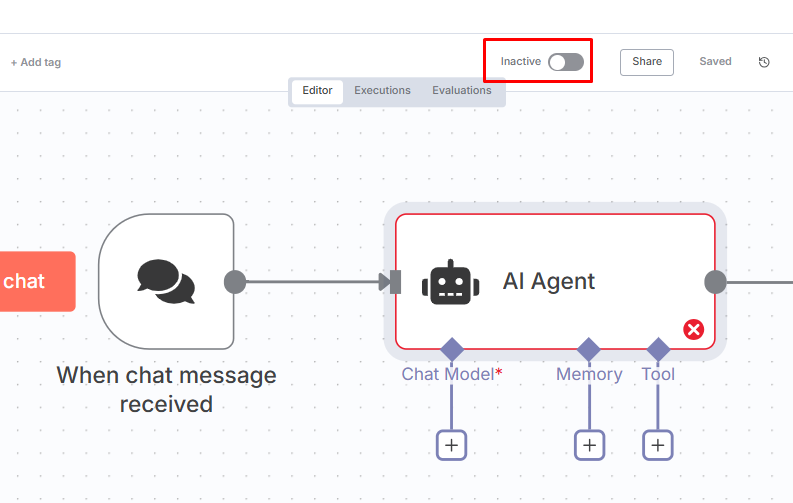 + Add tag
Inactive
Share
Saved
Editor
Executions
Evaluations
chat
AI Agent
When chat message
received
Chat Model*
Memory
Tool